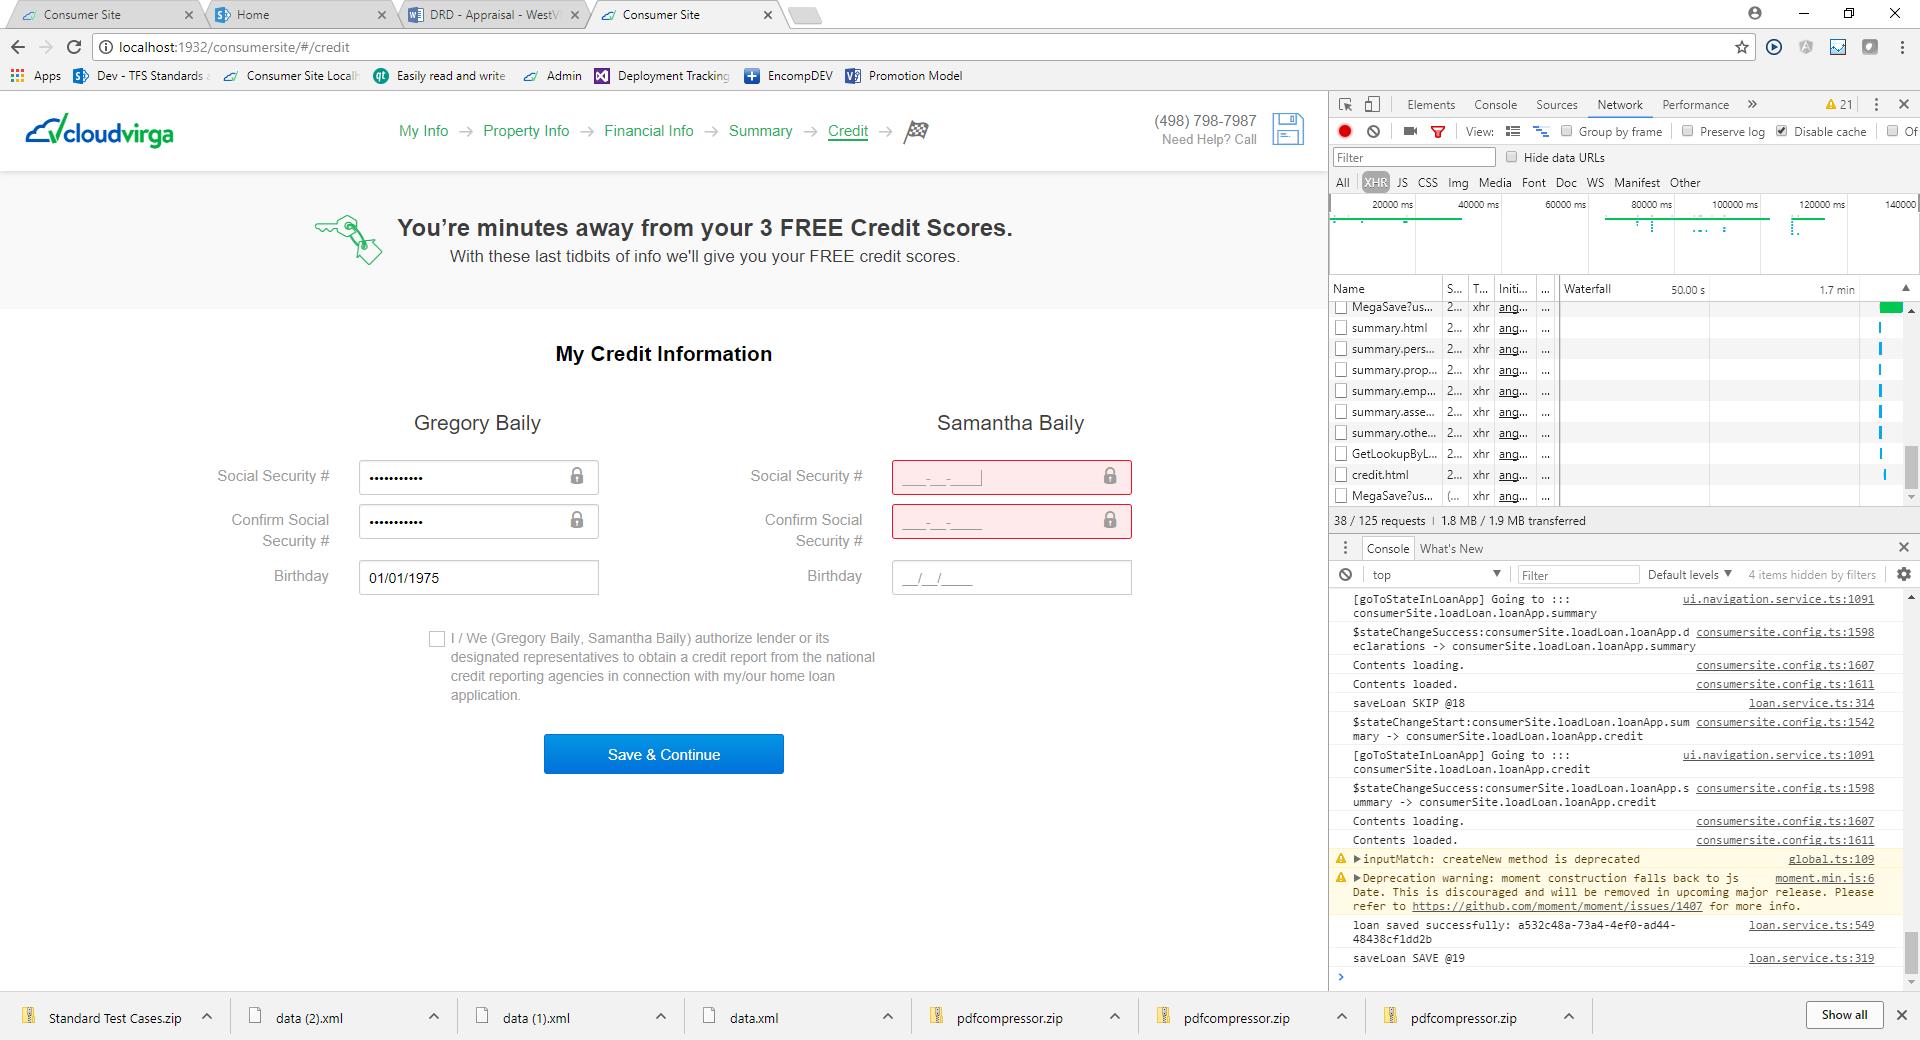 Consumer Site
Home
DRD - Appraisal - WestV
Consumer Site
localhost:1932/consumersite/#/credit
Apps
Dev - TFS Standards
Consumer Site Local
Easily read and write
Admin
Deployment Tracking
EncompDEV
Promotion Model
cloudvirga
My Info → Property Info → Financial Info → Summary → Credit →
(498) 798-7987
Need Help? Call
You’re minutes away from your 3 FREE Credit Scores.
With these last tidbits of info we'll give you your FREE credit scores.
My Credit Information
Gregory Baily
Social Security #
•••••••••••
Confirm Social
Security #
•••••••••••
Birthday
01/01/1975
Samantha Baily
Social Security #
___-__-____
Confirm Social
Security #
___-__-____
Birthday
__/__/____
I / We (Gregory Baily, Samantha Baily) authorize lender or its
designated representatives to obtain a credit report from the national
credit reporting agencies in connection with my/our home loan
application.
Save & Continue
Elements Console Sources Network Performance » 21
View: Group by frame Preserve log Disable cache Of
Filter Hide data URLs
All XHR JS CSS Img Media Font Doc WS Manifest Other
20000 ms 40000 ms 60000 ms 80000 ms 100000 ms 120000 ms 140000
Name S... T... Initi... ... Waterfall 50.00 s 1.7 min
MegaSave?us... 2... xhr ang... ...
summary.html 2... xhr ang... ...
summary.pers... 2... xhr ang... ...
summary.prop... 2... xhr ang... ...
summary.emp... 2... xhr ang... ...
summary.asse... 2... xhr ang... ...
summary.othe... 2... xhr ang... ...
GetLookupByL... 2... xhr ang... ...
credit.html 2... xhr ang... ...
MegaSave?us... (... xhr ang... ...
38 / 125 requests | 1.8 MB / 1.9 MB transferred
Console What's New
top Filter Default levels 4 items hidden by filters
[goToStateInLoanApp] Going to ::: ui.navigation.service.ts:1091
consumerSite.loadLoan.loanApp.summary
$stateChangeSuccess:consumerSite.loadLoan.loanApp.d consumersite.config.ts:1598
eclarations -> consumerSite.loadLoan.loanApp.summary
Contents loading. consumersite.config.ts:1607
Contents loaded. consumersite.config.ts:1611
saveLoan SKIP @18 loan.service.ts:314
$stateChangeStart:consumerSite.loadLoan.loanApp.sum consumersite.config.ts:1542
mary -> consumerSite.loadLoan.loanApp.credit
[goToStateInLoanApp] Going to ::: ui.navigation.service.ts:1091
consumerSite.loadLoan.loanApp.credit
$stateChangeSuccess:consumerSite.loadLoan.loanApp.s consumersite.config.ts:1598
ummary -> consumerSite.loadLoan.loanApp.credit
Contents loading. consumersite.config.ts:1607
Contents loaded. consumersite.config.ts:1611
inputMatch: createNew method is deprecated global.ts:109
Deprecation warning: moment construction falls back to js moment.min.js:6
Date. This is discouraged and will be removed in upcoming major release. Please
refer to https://github.com/moment/moment/issues/1407 for more info.
loan saved successfully: a532c48a-73a4-4ef0-ad44- loan.service.ts:549
48438cf1dd2b
saveLoan SAVE @19 loan.service.ts:319
Standard Test Cases.zip
data (2).xml
data (1).xml
data.xml
pdfcompressor.zip
pdfcompressor.zip
pdfcompressor.zip
Show all